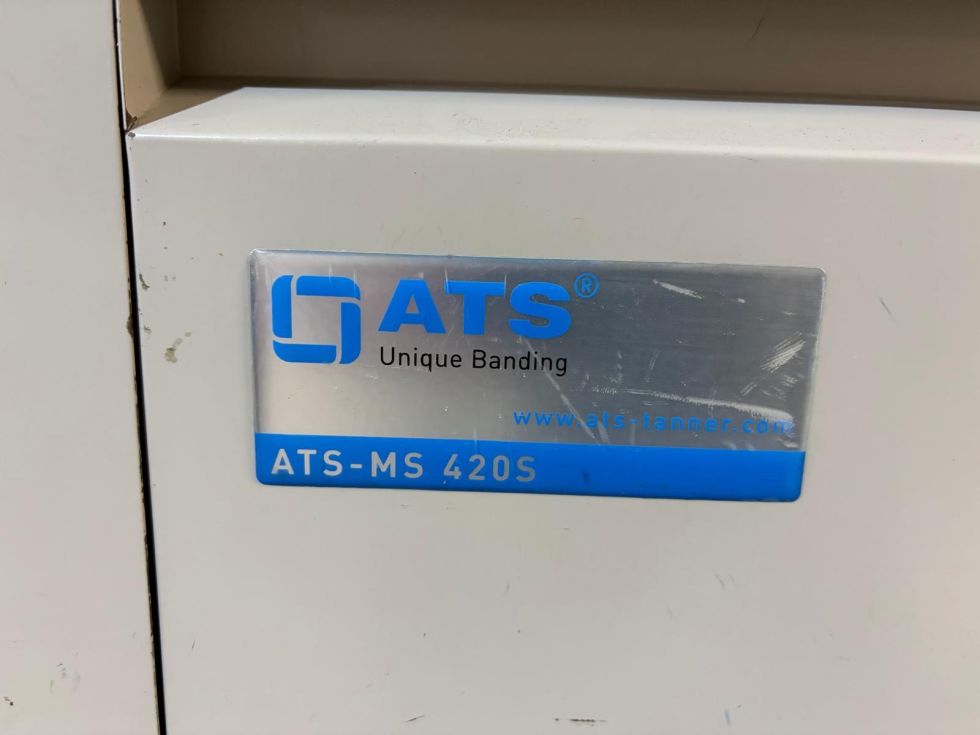 ATS®
Unique Banding
www.ats-tanner.com
ATS-MS 420S